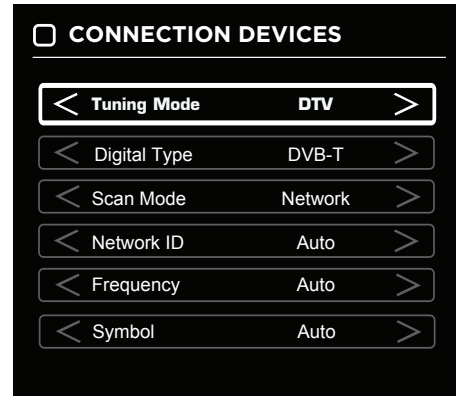 CONNECTION DEVICES
< Tuning Mode DTV >
< Digital Type DVB-T >
< Scan Mode Network >
< Network ID Auto >
< Frequency Auto >
< Symbol Auto >